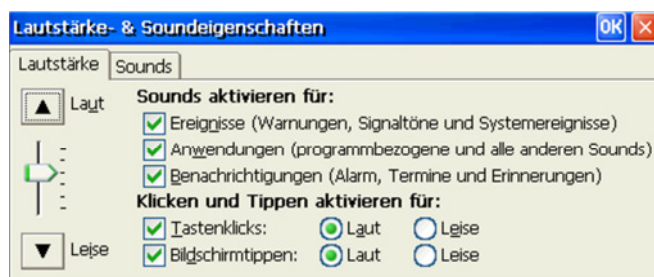 Lautstärke- & Soundeigenschaften OK
Lautstärke Sounds
Laut
Sounds aktivieren für:
Ereignisse (Warnungen, Signaltöne und Systemereignisse)
Anwendungen (programmbezogene und alle anderen Sounds)
Benachrichtigungen (Alarm, Termine und Erinnerungen)
Klicken und Tippen aktivieren für:
Tastenklicks: Laut Leise
Bildschirmtippen: Laut Leise
Leise